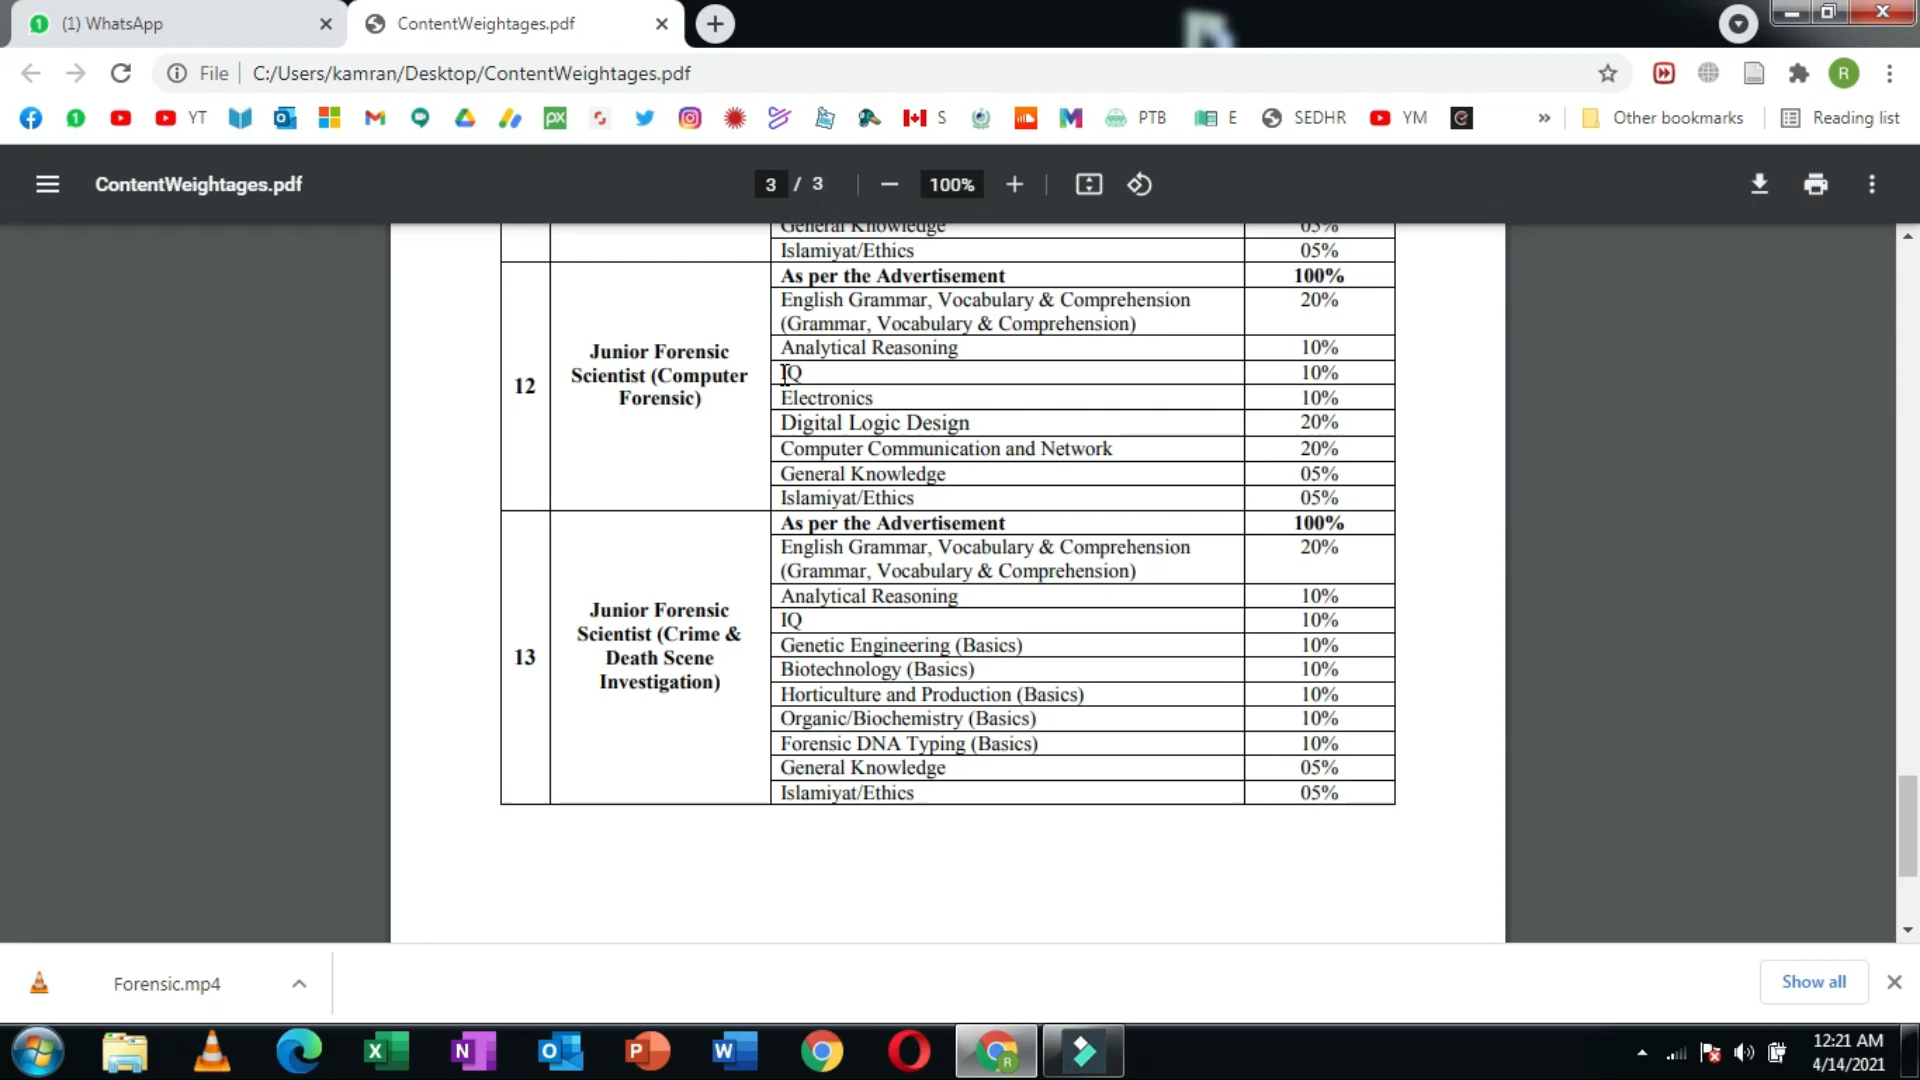 (1) WhatsApp
ContentWeightages.pdf
File
C:/Users/kamran/Desktop/ContentWeightages.pdf
R
1
YT
px
S
PTB
E
SEDHR
YM
Other bookmarks
Reading list
ContentWeightages.pdf
3 / 3
100%
General Knowledge 05%
Islamiyat/Ethics 05%
12
Junior Forensic
Scientist (Computer
Forensic)
As per the Advertisement 100%
English Grammar, Vocabulary & Comprehension 20%
(Grammar, Vocabulary & Comprehension)
Analytical Reasoning 10%
IQ 10%
Electronics 10%
Digital Logic Design 20%
Computer Communication and Network 20%
General Knowledge 05%
Islamiyat/Ethics 05%
13
Junior Forensic
Scientist (Crime &
Death Scene
Investigation)
As per the Advertisement 100%
English Grammar, Vocabulary & Comprehension 20%
(Grammar, Vocabulary & Comprehension)
Analytical Reasoning 10%
IQ 10%
Genetic Engineering (Basics) 10%
Biotechnology (Basics) 10%
Horticulture and Production (Basics) 10%
Organic/Biochemistry (Basics) 10%
Forensic DNA Typing (Basics) 10%
General Knowledge 05%
Islamiyat/Ethics 05%
Forensic.mp4
Show all
12:21 AM
4/14/2021